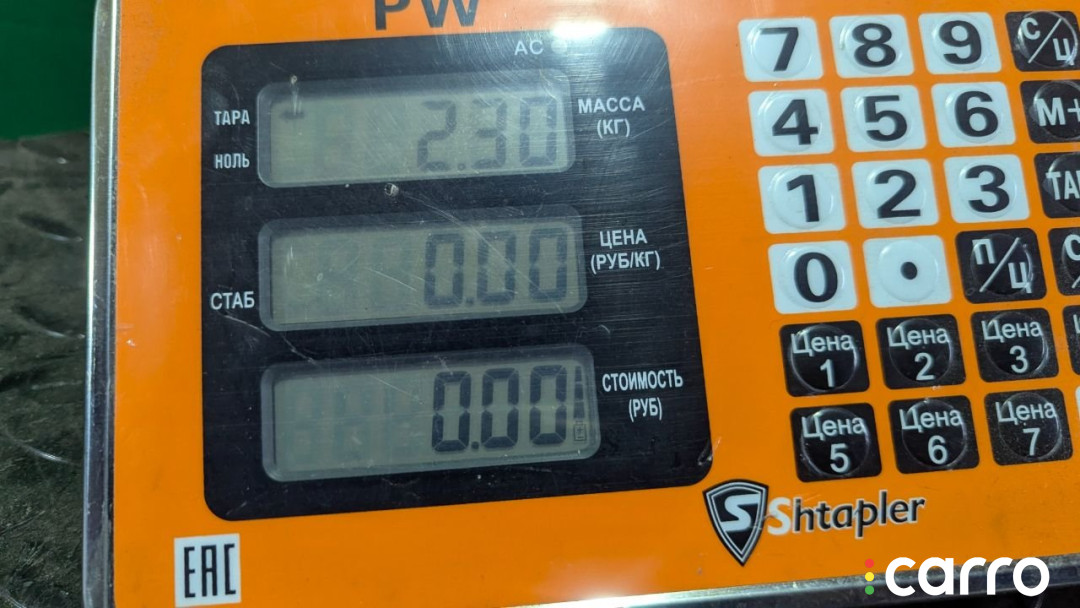 PW
AC
ТАРА
НОЛЬ
2.30
МАССА
(КГ)
СТАБ
0.00
ЦЕНА
(РУБ/КГ)
0.00
СТОИМОСТЬ
(РУБ)
7 8 9 С/Ц
4 5 6 М+
1 2 3
0 . П/Ц
Цена 1 Цена 2 Цена 3
Цена 5 Цена 6 Цена 7
S Shtapler
EAC
carro